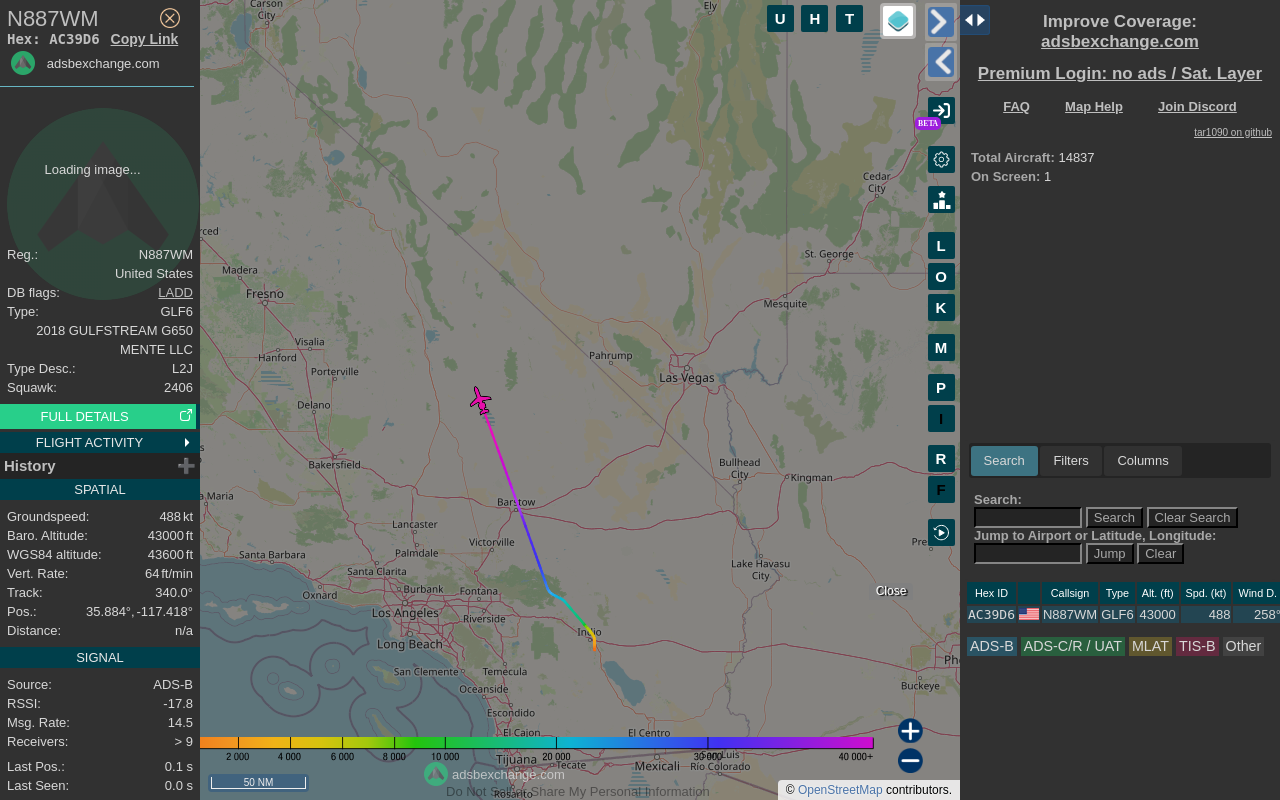 N887WM
Hex: AC39D6 Copy Link
adsbexchange.com
Loading image...
Reg.: N887WM
United States
DB flags: LADD
Type: GLF6
2018 GULFSTREAM G650
MENTE LLC
Type Desc.: L2J
Squawk: 2406
FULL DETAILS
FLIGHT ACTIVITY
History
SPATIAL
Groundspeed: 488 kt
Baro. Altitude: 43000 ft
WGS84 altitude: 43600 ft
Vert. Rate: 64 ft/min
Track: 340.0°
Pos.: 35.884°, -117.418°
Distance: n/a
SIGNAL
Source: ADS-B
RSSI: -17.8
Msg. Rate: 14.5
Receivers: > 9
Last Pos.: 0.1 s
Last Seen: 0.0 s
Carson
City
Ely
U H T
BETA
Cedar
City
L
O
K
M
P
I
R
F
rced
Madera
Fresno
St. George
Mesquite
Visalia
Hanford
Porterville
Pahrump
Las Vegas
Delano
s
Bakersfield
Bullhead
City
Kingman
a Maria
Barstow
Lancaster
Pre
Victorville
Palmdale
Santa Barbara
Lake Havasu
City
Santa Clarita
Burbank
Fontana
Oxnard
Close
Los Angeles
Riverside
Indio
Long Beach
San Clemente
Temecula
Pho
Oceanside
Buckeye
Escondido
El Cajon
El Centro
2 000 4 000 6 000 8 000 10 000 20 000 30 000 40 000+
Tijuana
Tecate
Mexicali
Luis
Río Colorado
adsbexchange.com
50 NM
Do Not Sell or Share My Personal Information
Rosarito
© OpenStreetMap contributors.
Improve Coverage:
adsbexchange.com
Premium Login: no ads / Sat. Layer
FAQ Map Help Join Discord
tar1090 on github
Total Aircraft: 14837
On Screen: 1
Search Filters Columns
Search:
Search Clear Search
Jump to Airport or Latitude, Longitude:
Jump Clear
Hex ID Callsign Type Alt. (ft) Spd. (kt) Wind D.
AC39D6 N887WM GLF6 43000 488 258°
ADS-B ADS-C/R / UAT MLAT TIS-B Other